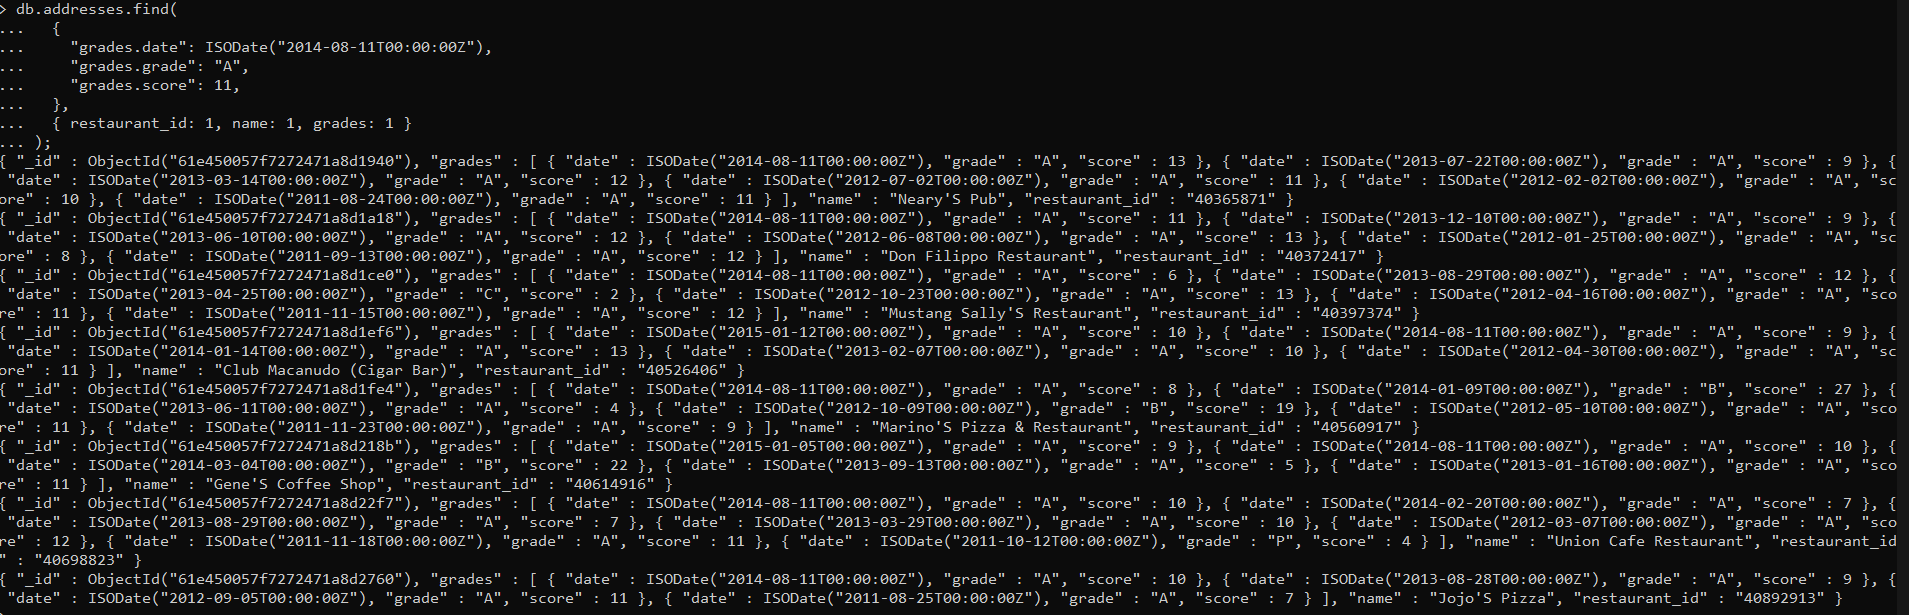 > db.addresses.find(
...    {
...      "grades.date": ISODate("2014-08-11T00:00:00Z"),
...      "grades.grade": "A",
...      "grades.score": 11,
...    },
...    { restaurant_id: 1, name: 1, grades: 1 }
... );
{ "_id" : ObjectId("61e450057f7272471a8d1940"), "grades" : [ { "date" : ISODate("2014-08-11T00:00:00Z"), "grade" : "A", "score" : 13 }, { "date" : ISODate("2013-07-22T00:00:00Z"), "grade" : "A", "score" : 9 }, {
"date" : ISODate("2013-03-14T00:00:00Z"), "grade" : "A", "score" : 12 }, { "date" : ISODate("2012-07-02T00:00:00Z"), "grade" : "A", "score" : 11 }, { "date" : ISODate("2012-02-02T00:00:00Z"), "grade" : "A", "sc
ore" : 10 }, { "date" : ISODate("2011-08-24T00:00:00Z"), "grade" : "A", "score" : 11 } ], "name" : "Neary'S Pub", "restaurant_id" : "40365871" }
{ "_id" : ObjectId("61e450057f7272471a8d1a18"), "grades" : [ { "date" : ISODate("2014-08-11T00:00:00Z"), "grade" : "A", "score" : 11 }, { "date" : ISODate("2013-12-10T00:00:00Z"), "grade" : "A", "score" : 9 }, {
"date" : ISODate("2013-06-10T00:00:00Z"), "grade" : "A", "score" : 12 }, { "date" : ISODate("2012-06-08T00:00:00Z"), "grade" : "A", "score" : 13 }, { "date" : ISODate("2012-01-25T00:00:00Z"), "grade" : "A", "sc
ore" : 8 }, { "date" : ISODate("2011-09-13T00:00:00Z"), "grade" : "A", "score" : 12 } ], "name" : "Don Filippo Restaurant", "restaurant_id" : "40372417" }
{ "_id" : ObjectId("61e450057f7272471a8d1ce0"), "grades" : [ { "date" : ISODate("2014-08-11T00:00:00Z"), "grade" : "A", "score" : 6 }, { "date" : ISODate("2013-08-29T00:00:00Z"), "grade" : "A", "score" : 12 }, {
"date" : ISODate("2013-04-25T00:00:00Z"), "grade" : "C", "score" : 2 }, { "date" : ISODate("2012-10-23T00:00:00Z"), "grade" : "A", "score" : 13 }, { "date" : ISODate("2012-04-16T00:00:00Z"), "grade" : "A", "sco
re" : 11 }, { "date" : ISODate("2011-11-15T00:00:00Z"), "grade" : "A", "score" : 12 } ], "name" : "Mustang Sally'S Restaurant", "restaurant_id" : "40397374" }
{ "_id" : ObjectId("61e450057f7272471a8d1ef6"), "grades" : [ { "date" : ISODate("2015-01-12T00:00:00Z"), "grade" : "A", "score" : 10 }, { "date" : ISODate("2014-08-11T00:00:00Z"), "grade" : "A", "score" : 9 }, {
"date" : ISODate("2014-01-14T00:00:00Z"), "grade" : "A", "score" : 13 }, { "date" : ISODate("2013-02-07T00:00:00Z"), "grade" : "A", "score" : 10 }, { "date" : ISODate("2012-04-30T00:00:00Z"), "grade" : "A", "sc
ore" : 11 } ], "name" : "Club Macanudo (Cigar Bar)", "restaurant_id" : "40526406" }
{ "_id" : ObjectId("61e450057f7272471a8d1fe4"), "grades" : [ { "date" : ISODate("2014-08-11T00:00:00Z"), "grade" : "A", "score" : 8 }, { "date" : ISODate("2014-01-09T00:00:00Z"), "grade" : "B", "score" : 27 }, {
"date" : ISODate("2013-06-11T00:00:00Z"), "grade" : "A", "score" : 4 }, { "date" : ISODate("2012-10-09T00:00:00Z"), "grade" : "B", "score" : 19 }, { "date" : ISODate("2012-05-10T00:00:00Z"), "grade" : "A", "sco
re" : 11 }, { "date" : ISODate("2011-11-23T00:00:00Z"), "grade" : "A", "score" : 9 } ], "name" : "Marino'S Pizza & Restaurant", "restaurant_id" : "40560917" }
{ "_id" : ObjectId("61e450057f7272471a8d218b"), "grades" : [ { "date" : ISODate("2015-01-05T00:00:00Z"), "grade" : "A", "score" : 9 }, { "date" : ISODate("2014-08-11T00:00:00Z"), "grade" : "A", "score" : 10 }, {
"date" : ISODate("2014-03-04T00:00:00Z"), "grade" : "B", "score" : 22 }, { "date" : ISODate("2013-09-13T00:00:00Z"), "grade" : "A", "score" : 5 }, { "date" : ISODate("2013-01-16T00:00:00Z"), "grade" : "A", "sco
re" : 11 } ], "name" : "Gene'S Coffee Shop", "restaurant_id" : "40614916" }
{ "_id" : ObjectId("61e450057f7272471a8d22f7"), "grades" : [ { "date" : ISODate("2014-08-11T00:00:00Z"), "grade" : "A", "score" : 10 }, { "date" : ISODate("2014-02-20T00:00:00Z"), "grade" : "A", "score" : 7 }, {
"date" : ISODate("2013-08-29T00:00:00Z"), "grade" : "A", "score" : 7 }, { "date" : ISODate("2013-03-29T00:00:00Z"), "grade" : "A", "score" : 10 }, { "date" : ISODate("2012-03-07T00:00:00Z"), "grade" : "A", "sco
re" : 12 }, { "date" : ISODate("2011-11-18T00:00:00Z"), "grade" : "A", "score" : 11 }, { "date" : ISODate("2011-10-12T00:00:00Z"), "grade" : "P", "score" : 4 } ], "name" : "Union Cafe Restaurant", "restaurant_id
" : "40698823" }
{ "_id" : ObjectId("61e450057f7272471a8d2760"), "grades" : [ { "date" : ISODate("2014-08-11T00:00:00Z"), "grade" : "A", "score" : 10 }, { "date" : ISODate("2013-08-28T00:00:00Z"), "grade" : "A", "score" : 9 }, {
"date" : ISODate("2012-09-05T00:00:00Z"), "grade" : "A", "score" : 11 }, { "date" : ISODate("2011-08-25T00:00:00Z"), "grade" : "A", "score" : 7 } ], "name" : "Jojo'S Pizza", "restaurant_id" : "40892913" }